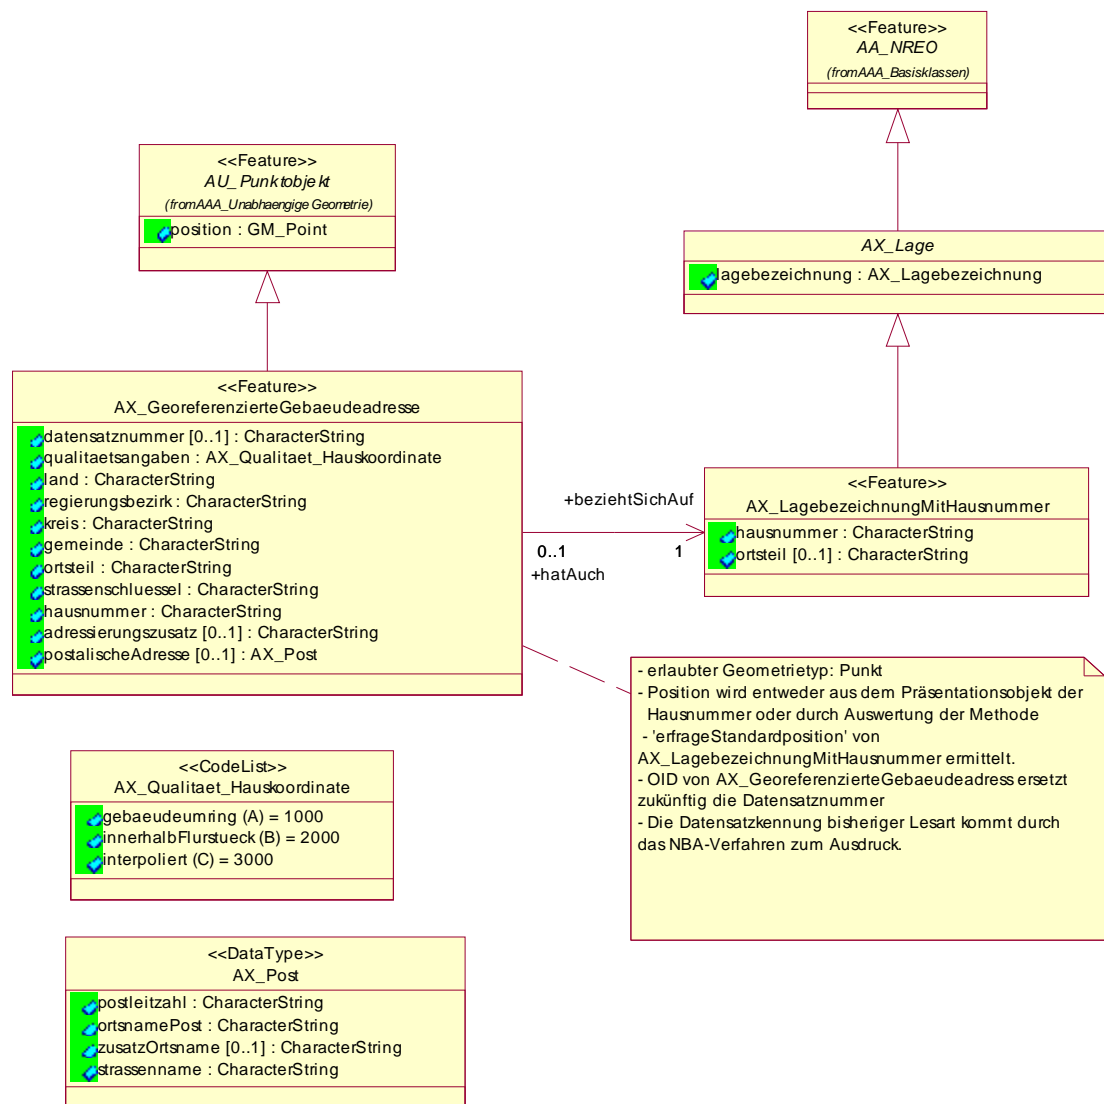 <<Feature>>
AA_NREO
(fromAAA_Basisklassen)
<<Feature>>
AU_Punktobjekt
(fromAAA_Unabhaengige Geometrie)
position : GM_Point
AX_Lage
lagebezeichnung : AX_Lagebezeichnung
<<Feature>>
AX_GeoreferenzierteGebaeudeadresse
datensatznummer [0..1] : CharacterString
qualitaetsangaben : AX_Qualitaet_Hauskoordinate
land : CharacterString
regierungsbezirk : CharacterString
kreis : CharacterString
gemeinde : CharacterString
ortsteil : CharacterString
strassenschluessel : CharacterString
hausnummer : CharacterString
adressierungszusatz [0..1] : CharacterString
postalischeAdresse [0..1] : AX_Post
+beziehtSichAuf
0..1
1
+hatAuch
<<Feature>>
AX_LagebezeichnungMitHausnummer
hausnummer : CharacterString
ortsteil [0..1] : CharacterString
- erlaubter Geometrietyp: Punkt
- Position wird entweder aus dem Präsentationsobjekt der
Hausnummer oder durch Auswertung der Methode
- 'erfrageStandardposition' von
AX_LagebezeichnungMitHausnummer ermittelt.
- OID von AX_GeoreferenzierteGebaeudeadress ersetzt
zukünftig die Datensatznummer
- Die Datensatzkennung bisheriger Lesart kommt durch
das NBA-Verfahren zum Ausdruck.
<<CodeList>>
AX_Qualitaet_Hauskoordinate
gebaeudeumring (A) = 1000
innerhalbFlurstueck (B) = 2000
interpoliert (C) = 3000
<<DataType>>
AX_Post
postleitzahl : CharacterString
ortsnamePost : CharacterString
zusatzOrtsname [0..1] : CharacterString
strassenname : CharacterString